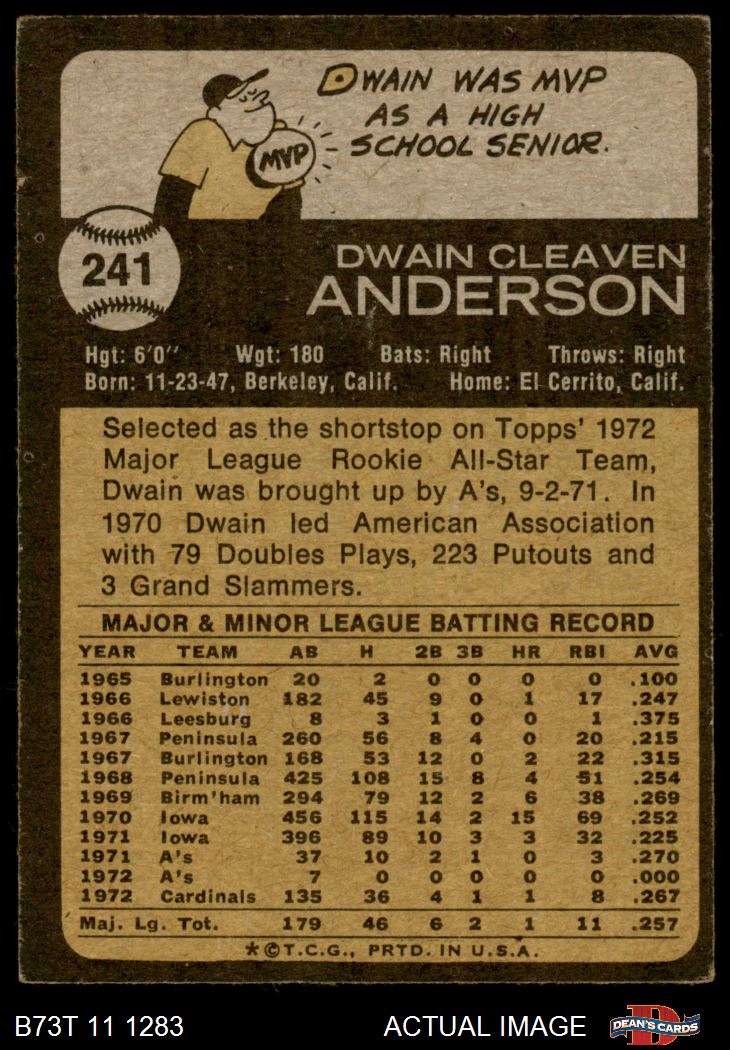 DWAIN WAS MVP
AS A HIGH
SCHOOL SENIOR.
MVP
241
DWAIN CLEAVEN
ANDERSON
Hgt: 6'0" Wgt: 180 Bats: Right Throws: Right
Born: 11-23-47, Berkeley, Calif. Home: El Cerrito, Calif.
Selected as the shortstop on Topps' 1972
Major League Rookie All-Star Team,
Dwain was brought up by A's, 9-2-71. In
1970 Dwain led American Association
with 79 Doubles Plays, 223 Putouts and
3 Grand Slammers.
MAJOR & MINOR LEAGUE BATTING RECORD
YEAR TEAM AB H 2B 3B HR RBI AVG
1965 Burlington 20 2 0 0 0 0 .100
1966 Lewiston 182 45 9 0 1 17 .247
1966 Leesburg 8 3 1 0 0 1 .375
1967 Peninsula 260 56 8 4 0 20 .215
1967 Burlington 168 53 12 0 2 22 .315
1968 Peninsula 425 108 15 8 4 51 .254
1969 Birm'ham 294 79 12 2 6 38 .269
1970 Iowa 456 115 14 2 15 69 .252
1971 Iowa 396 89 10 3 3 32 .225
1971 A's 37 10 2 1 0 3 .270
1972 A's 7 0 0 0 0 0 .000
1972 Cardinals 135 36 4 1 1 8 .267
Maj. Lg. Tot. 179 46 6 2 1 11 .257
*©T.C.G., PRTD. IN U.S.A.
B73T 11 1283 ACTUAL IMAGE D DEAN'S CARDS